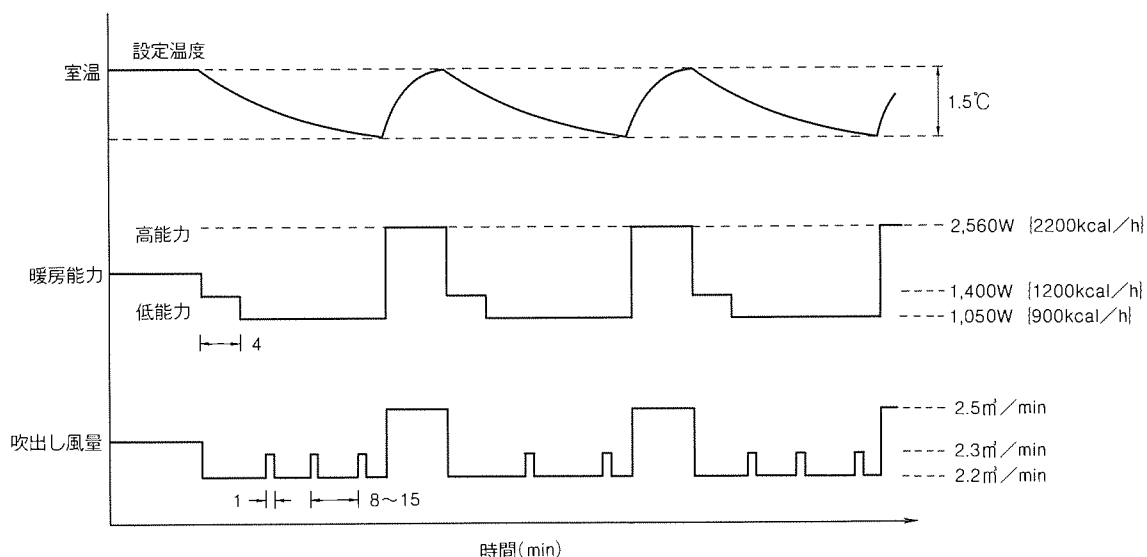 設定温度
室温
1.5℃
高能力
2,560W {2200kcal/h}
暖房能力
1,400W {1200kcal/h}
低能力
1,050W {900kcal/h}
4
2.5㎥/min
吹出し風量
2.3㎥/min
2.2㎥/min
1
8～15
時間(min)